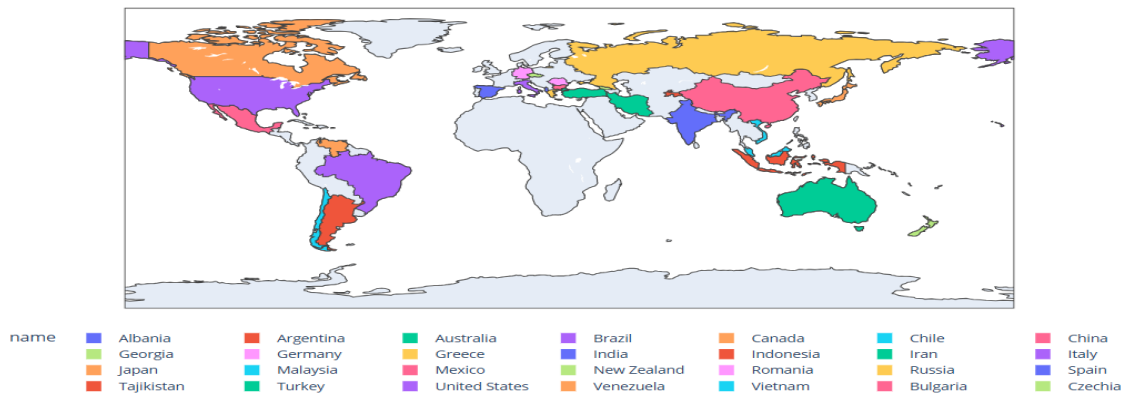 name Albania Argentina Australia Brazil Canada Chile China
Georgia Germany Greece India Indonesia Iran Italy
Japan Malaysia Mexico New Zealand Romania Russia Spain
Tajikistan Turkey United States Venezuela Vietnam Bulgaria Czechia